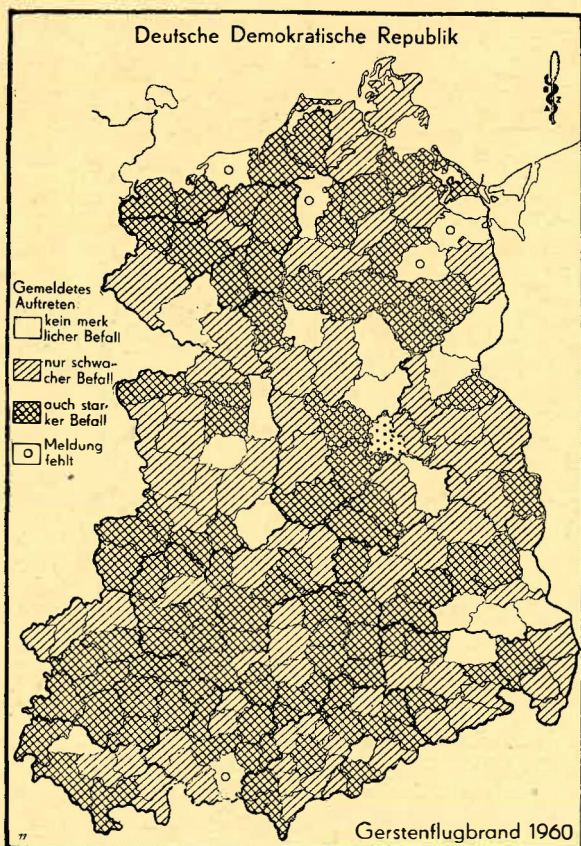 Deutsche Demokratische Republik
Gemeldetes
Auftreten:
kein merk
licher Befall
nur schwa-
cher Befall
auch star-
ker Befall
Meldung
fehlt
Gerstenflugbrand 1960